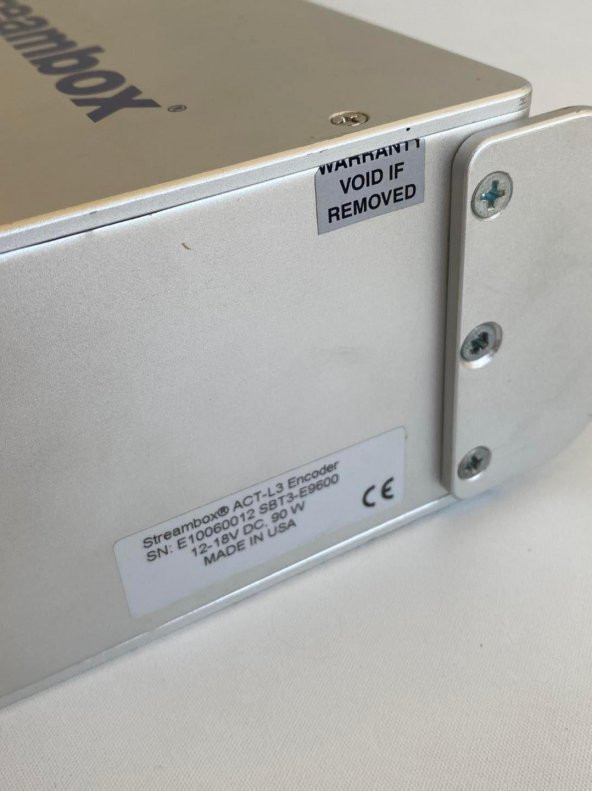 Streambox®
WARRANTY
VOID IF
REMOVED
Streambox® ACT-L3 Encoder
SN: E10060012 SBT3-E9600
12-18V DC, 90 W
MADE IN USA
CE